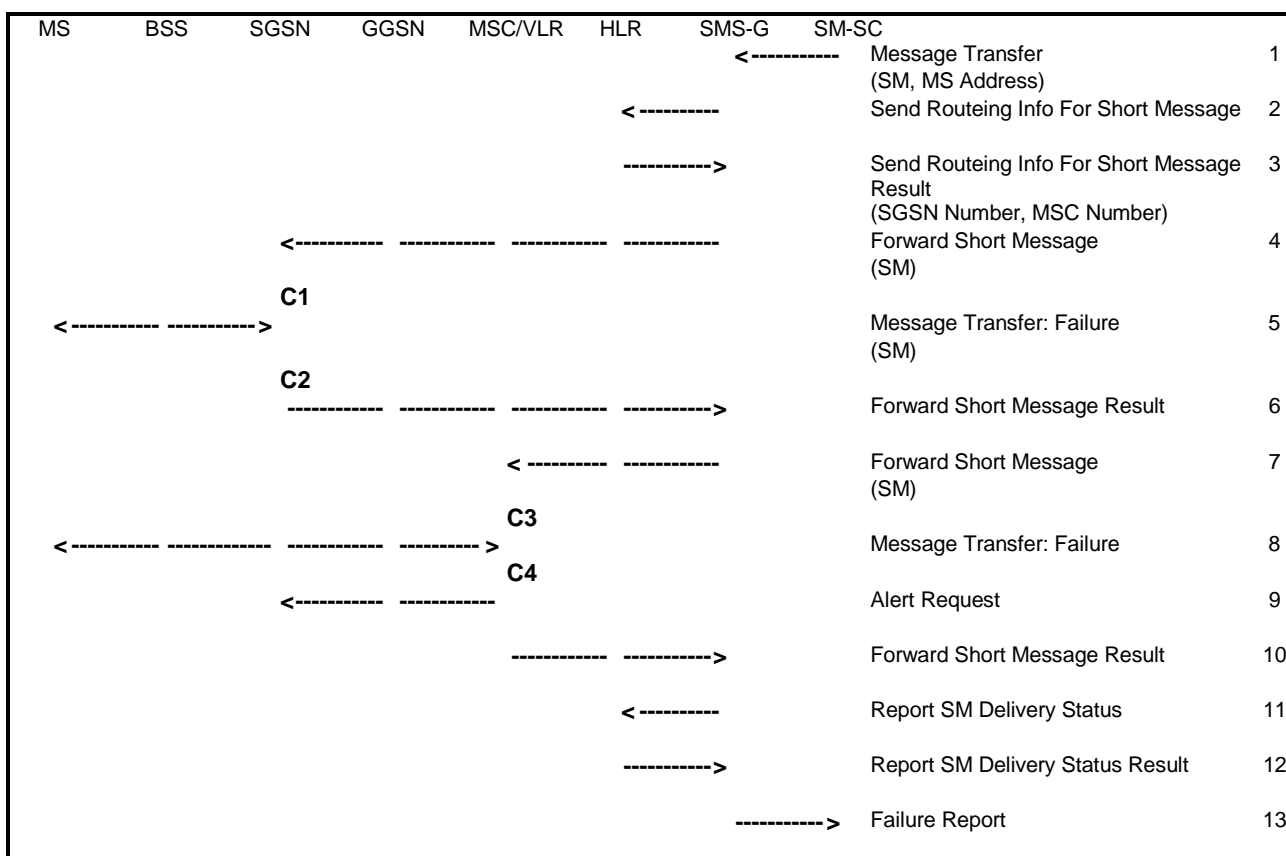 MS BSS SGSN GGSN MSC/VLR HLR SMS-G SM-SC
Message Transfer 1
(SM, MS Address)
Send Routeing Info For Short Message 2
Send Routeing Info For Short Message 3
Result
(SGSN Number, MSC Number)
Forward Short Message 4
(SM)
C1
Message Transfer: Failure 5
(SM)
C2
Forward Short Message Result 6
Forward Short Message 7
(SM)
C3
Message Transfer: Failure 8
C4
Alert Request 9
Forward Short Message Result 10
Report SM Delivery Status 11
Report SM Delivery Status Result 12
Failure Report 13